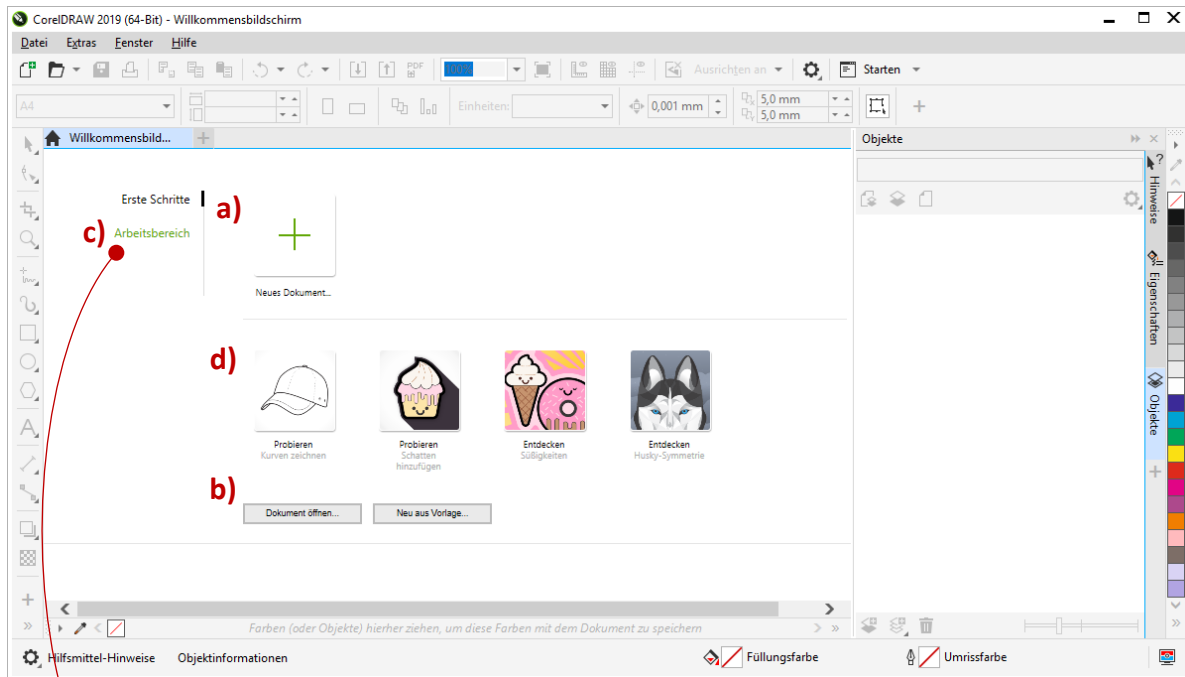 CorelDRAW 2019 (64-Bit) - Willkommensbildschirm
Datei Extras Fenster Hilfe
PDF 100% Ausrichten an Starten
A4 Einheiten: 0,001 mm 5,0 mm
5,0 mm
Willkommensbild... Objekte
Erste Schritte
a)
c) Arbeitsbereich
Neues Dokument...
d)
Probieren
Kurven zeichnen
Probieren
Schatten
hinzufügen
Entdecken
Süßigkeiten
Entdecken
Husky-Symmetrie
b)
Dokument öffnen... Neu aus Vorlage...
Hinweise
Eigenschaften
Objekte
Farben (oder Objekte) hierher ziehen, um diese Farben mit dem Dokument zu speichern
Hilfsmittel-Hinweise Objektinformationen Füllungsfarbe Umrissfarbe